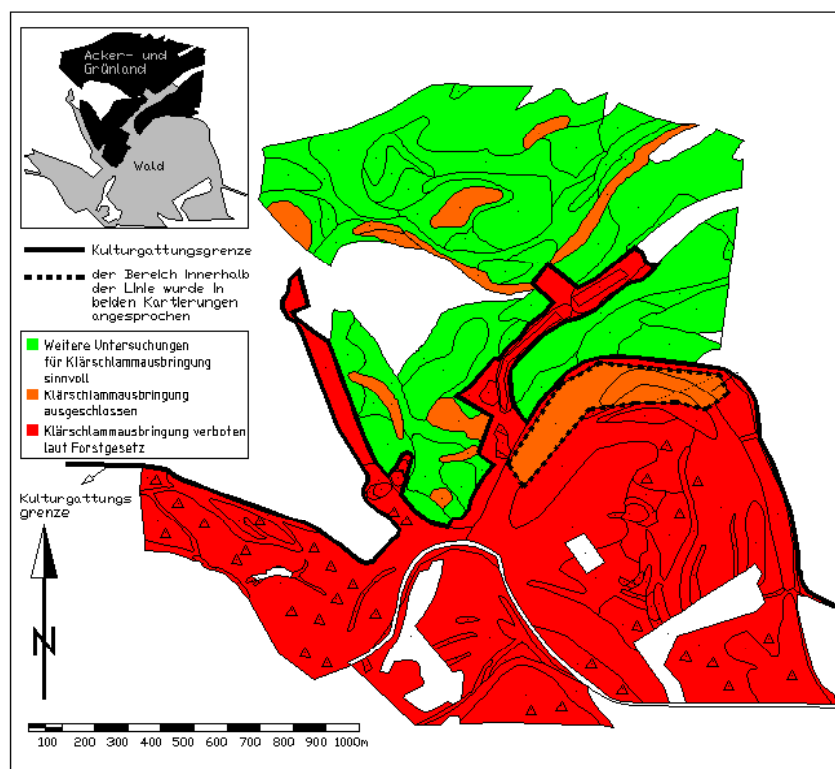 Acker- und
Grünland
Wald
Kulturgattungsgrenze
der Bereich innerhalb
der Linie wurde in
beiden Kartierungen
angesprochen
Weitere Untersuchungen
für Klärschlammausbringung
sinnvoll
Klärschlammausbringung
ausgeschlossen
Klärschlammausbringung verboten
laut Forstgesetz
Kulturgattungs
grenze
N
100 200 300 400 500 600 700 800 900 1000m